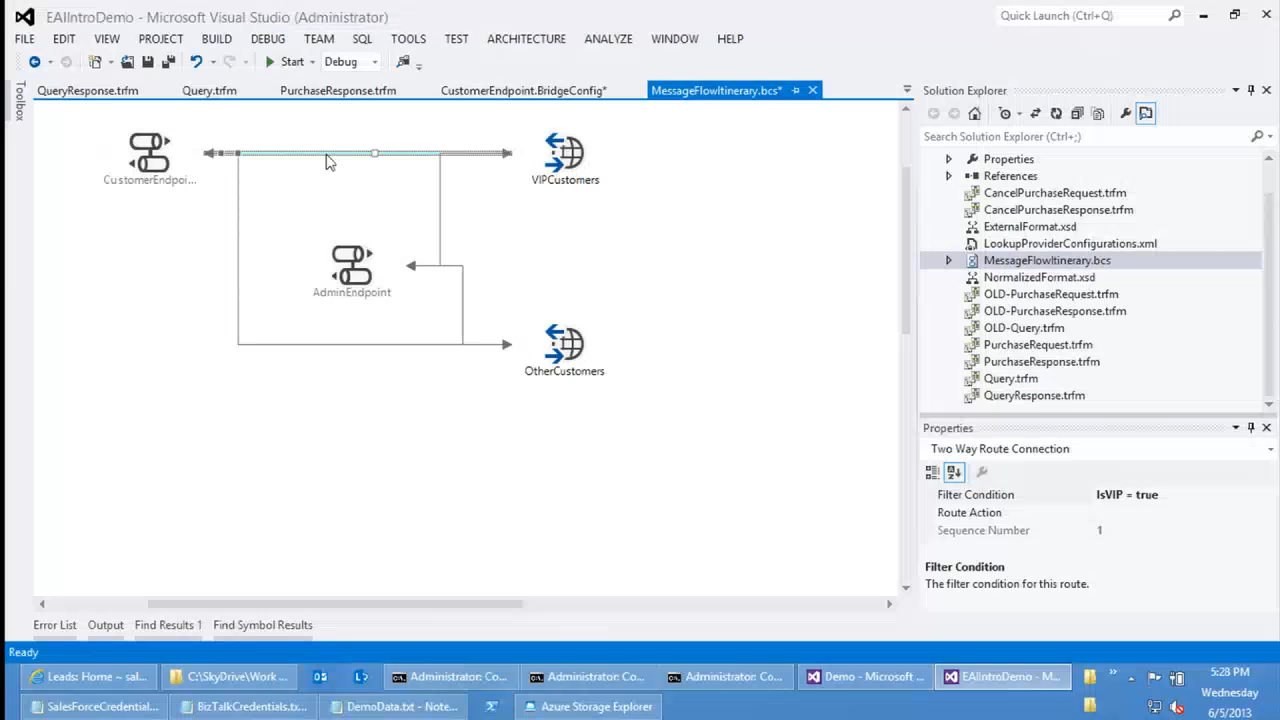 EAIIntroDemo - Microsoft Visual Studio (Administrator)
Quick Launch (Ctrl+Q)
FILE EDIT VIEW PROJECT BUILD DEBUG TEAM SQL TOOLS TEST ARCHITECTURE ANALYZE WINDOW HELP
Start Debug
Toolbox
QueryResponse.trfm Query.trfm PurchaseResponse.trfm CustomerEndpoint.BridgeConfig* MessageFlowItinerary.bcs*
CustomerEndpoi...
VIPCustomers
AdminEndpoint
OtherCustomers
Solution Explorer
Search Solution Explorer (Ctrl+;)
Properties
References
CancelPurchaseRequest.trfm
CancelPurchaseResponse.trfm
ExternalFormat.xsd
LookupProviderConfigurations.xml
MessageFlowItinerary.bcs
NormalizedFormat.xsd
OLD-PurchaseRequest.trfm
OLD-PurchaseResponse.trfm
OLD-Query.trfm
PurchaseRequest.trfm
PurchaseResponse.trfm
Query.trfm
QueryResponse.trfm
Properties
Two Way Route Connection
Filter Condition IsVIP = true
Route Action
Sequence Number 1
Filter Condition
The filter condition for this route.
Error List Output Find Results 1 Find Symbol Results
Ready
Leads: Home ~ sal... C:\SkyDrive\Work ... Administrator: Co... Administrator: Co... Administrator: Co... Demo - Microsoft ... EAIIntroDemo - M...
SalesForceCredential... BizTalkCredentials.tx... DemoData.txt - Note... Azure Storage Explorer
5:28 PM
Wednesday
6/5/2013